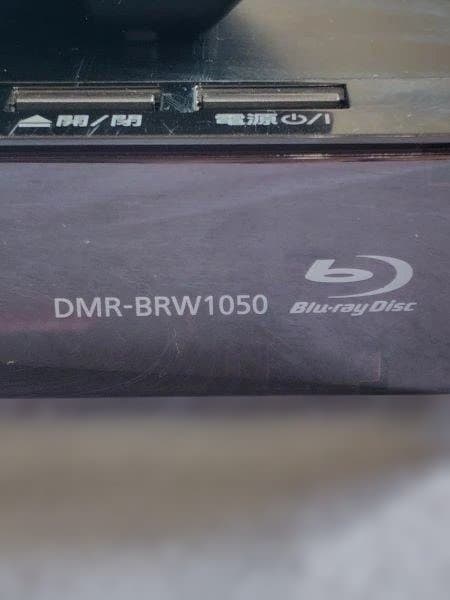 ⏏開/閉 電源⏻/I
DMR-BRW1050 Blu-ray Disc